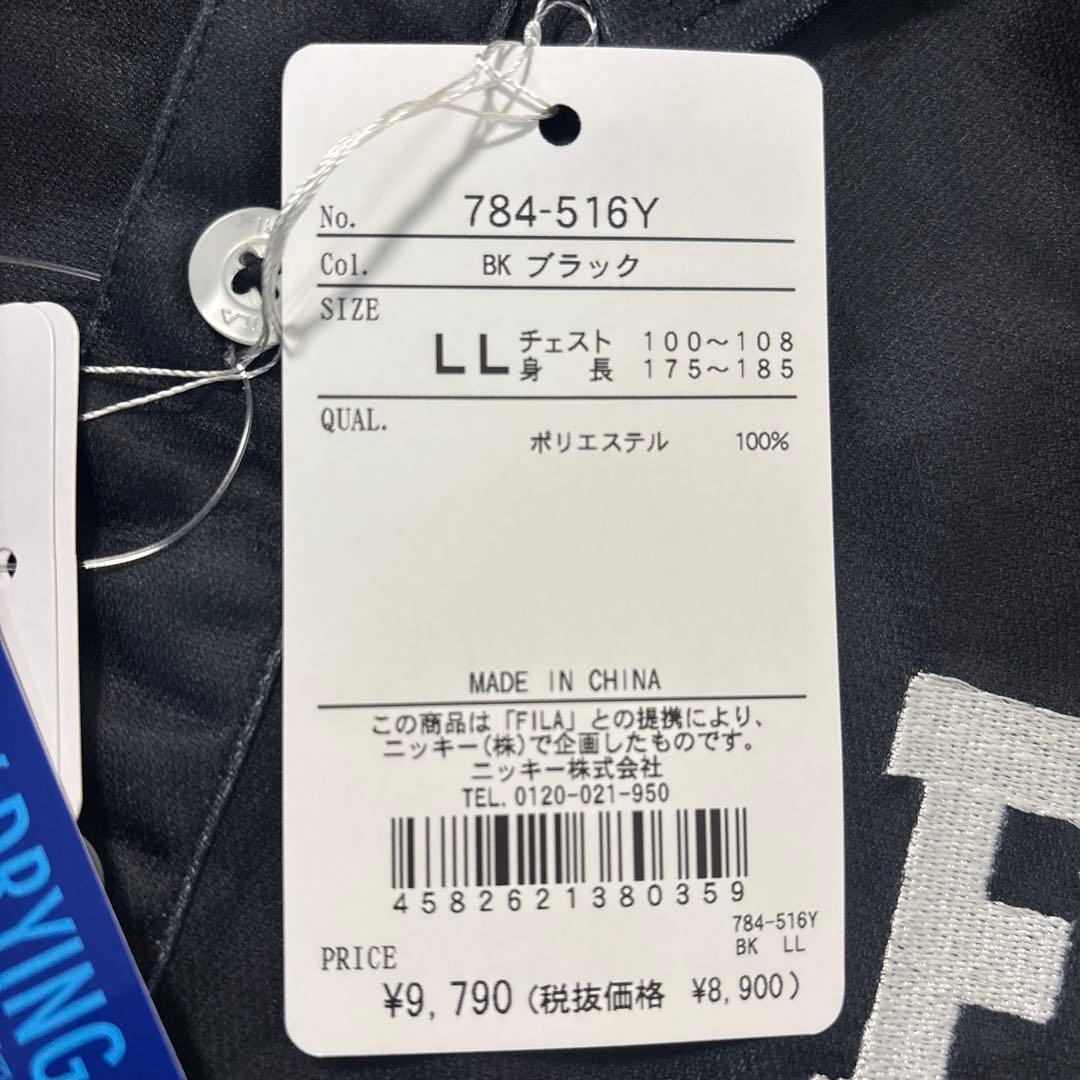 No. 784-516Y
Col. BK ブラック
SIZE
LL チェスト 100～108
身長 175～185
QUAL.
ポリエステル 100%
MADE IN CHINA
この商品は「FILA」との提携により、
ニッキー(株)で企画したものです。
ニッキー株式会社
TEL.0120-021-950
4582621380359
784-516Y
BK LL
PRICE
¥9,790(税抜価格 ¥8,900)
DRYING
F